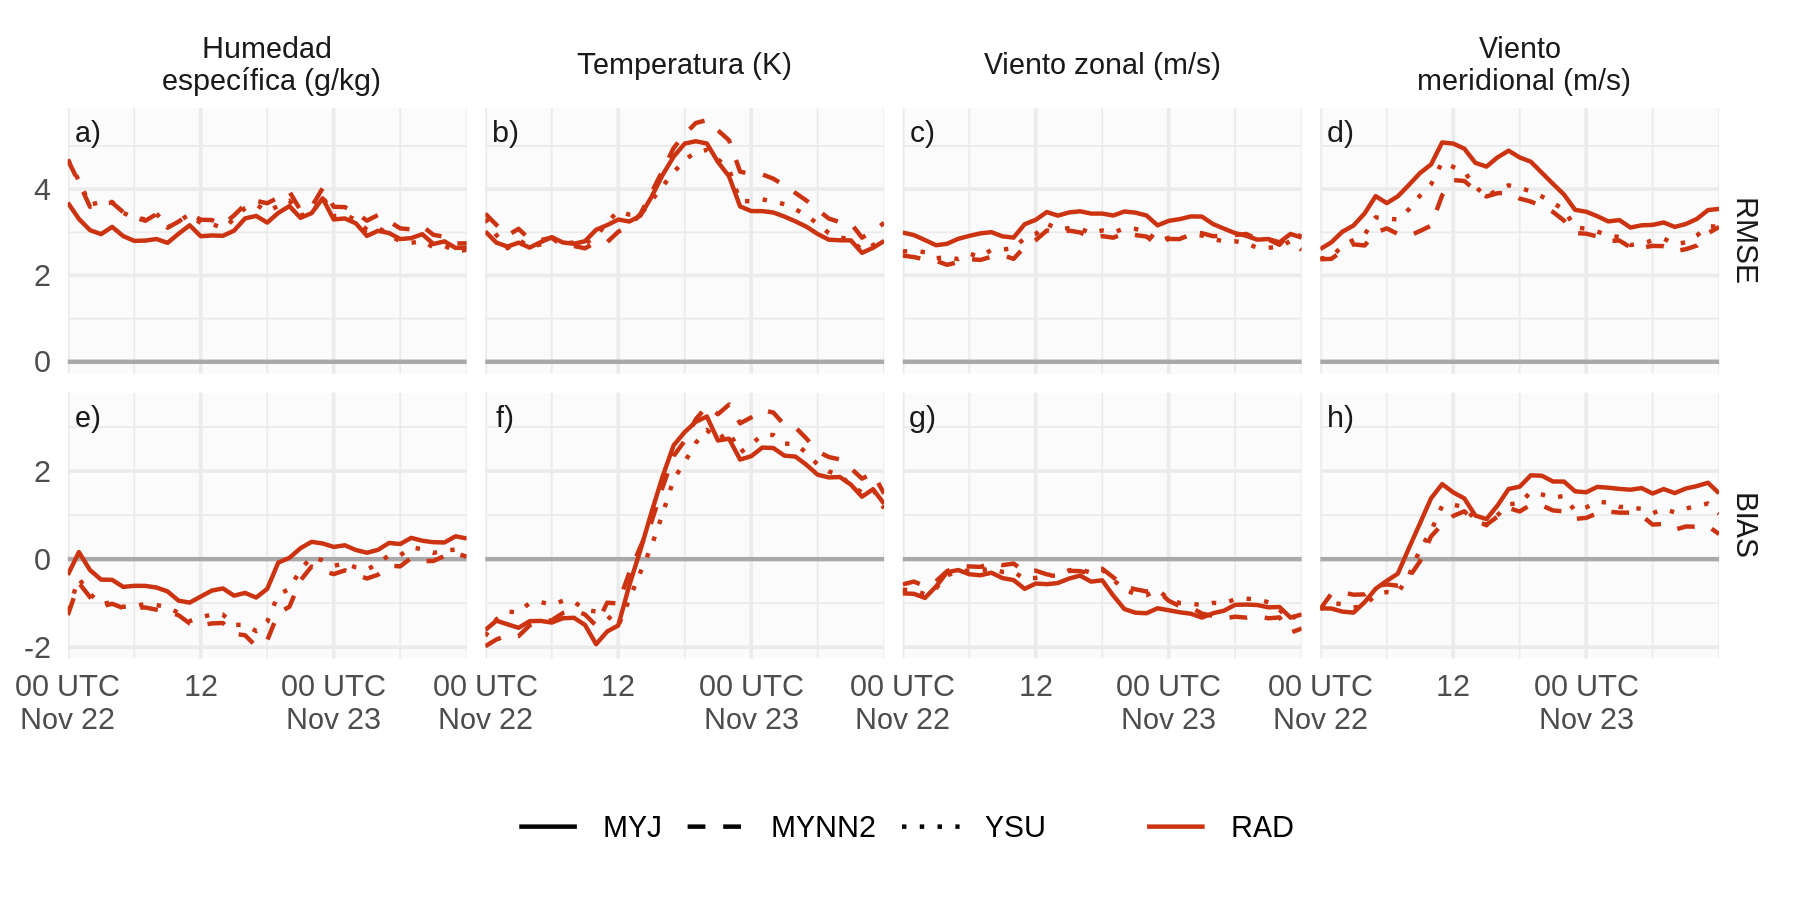 Humedad
específica (g/kg)
Temperatura (K)
Viento zonal (m/s)
Viento
meridional (m/s)
a)
b)
c)
d)
4
2
0
RMSE
e)
f)
g)
h)
2
0
-2
BIAS
00 UTC
Nov 22
12
00 UTC
Nov 23
00 UTC
Nov 22
12
00 UTC
Nov 23
00 UTC
Nov 22
12
00 UTC
Nov 23
00 UTC
Nov 22
12
00 UTC
Nov 23
MYJ MYNN2 YSU RAD